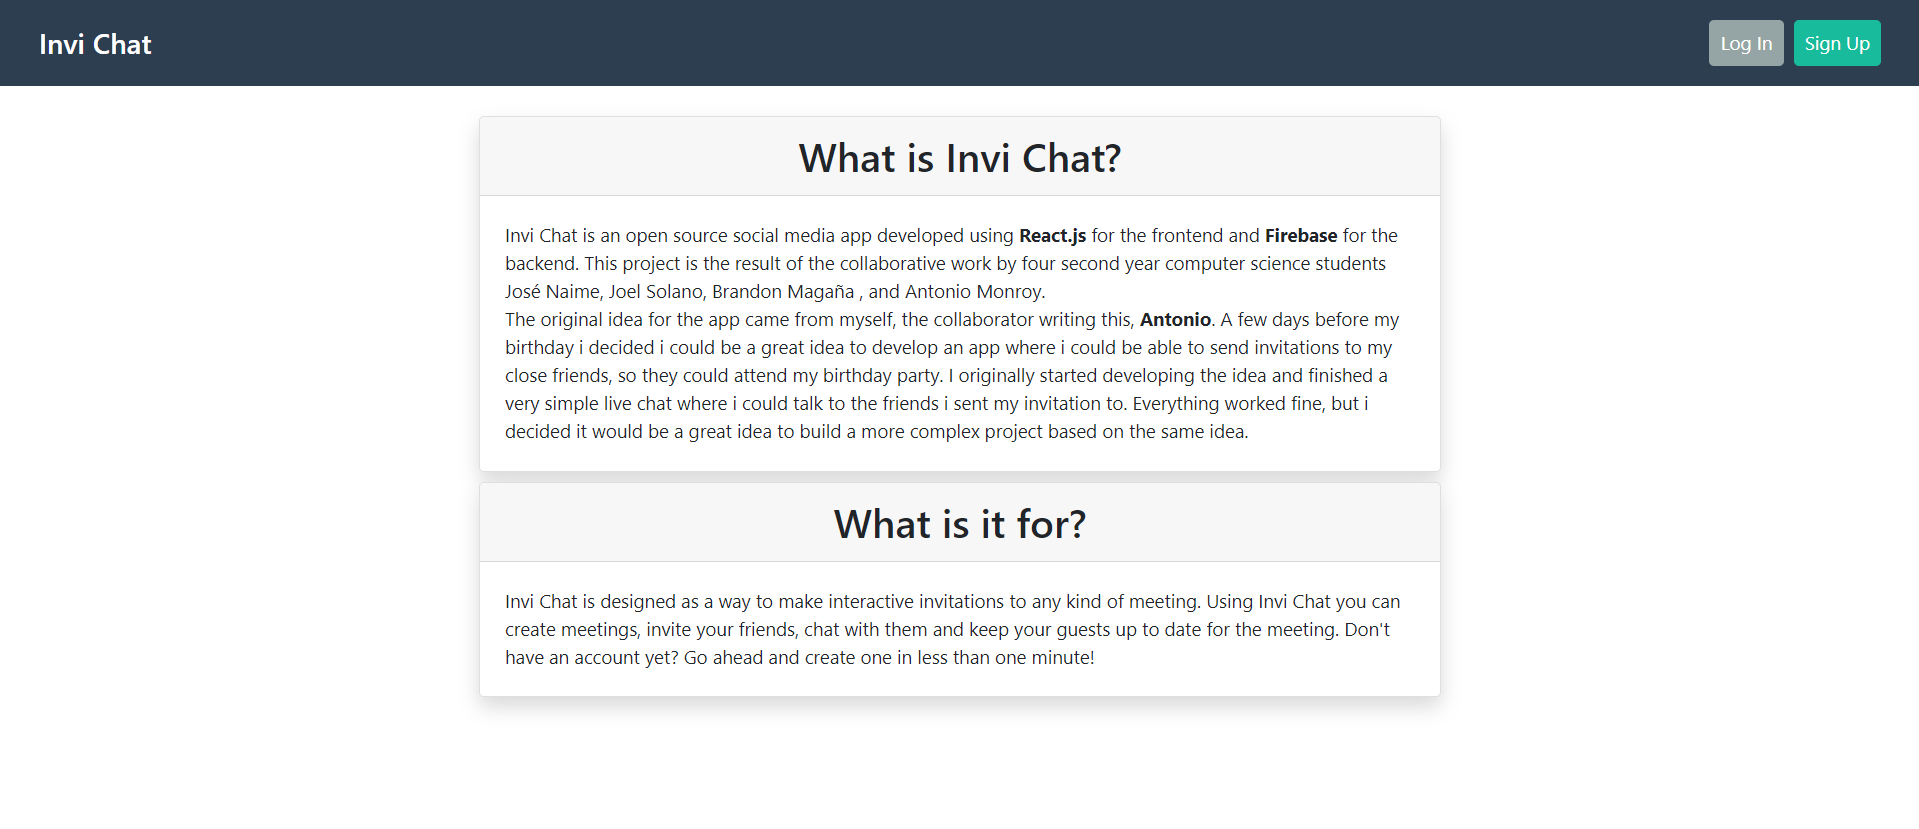 Invi Chat
Log In
Sign Up
What is Invi Chat?
Invi Chat is an open source social media app developed using React.js for the frontend and Firebase for the
backend. This project is the result of the collaborative work by four second year computer science students
José Naime, Joel Solano, Brandon Magaña , and Antonio Monroy.
The original idea for the app came from myself, the collaborator writing this, Antonio. A few days before my
birthday i decided i could be a great idea to develop an app where i could be able to send invitations to my
close friends, so they could attend my birthday party. I originally started developing the idea and finished a
very simple live chat where i could talk to the friends i sent my invitation to. Everything worked fine, but i
decided it would be a great idea to build a more complex project based on the same idea.
What is it for?
Invi Chat is designed as a way to make interactive invitations to any kind of meeting. Using Invi Chat you can
create meetings, invite your friends, chat with them and keep your guests up to date for the meeting. Don't
have an account yet? Go ahead and create one in less than one minute!